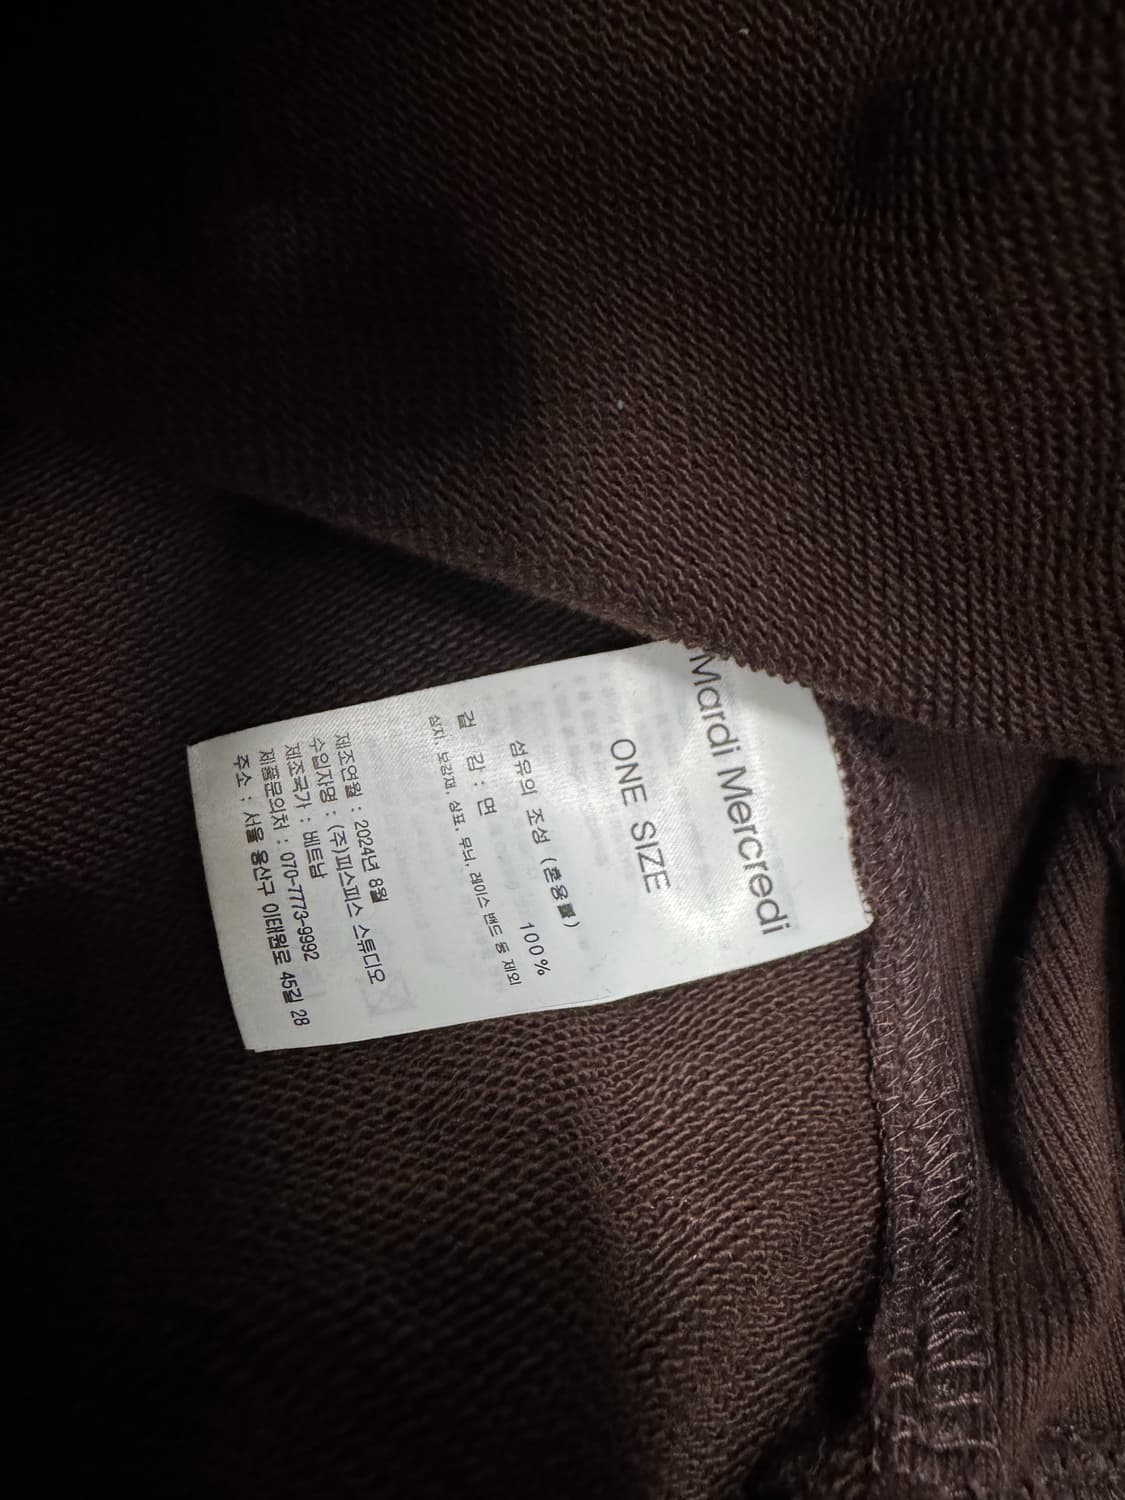 Mardi Mercredi
ONE SIZE
섬유의 조성 (혼용률)
겉 감 : 면 100%
심지, 보강재, 심포, 무늬, 레이스 밴드 등 제외
제조연월 : 2024년 8월
수입자명 : (주)피스피스 스튜디오
제조국가 : 베트남
제품문의처 : 070-7773-9992
주소 : 서울 용산구 이태원로 45길 28